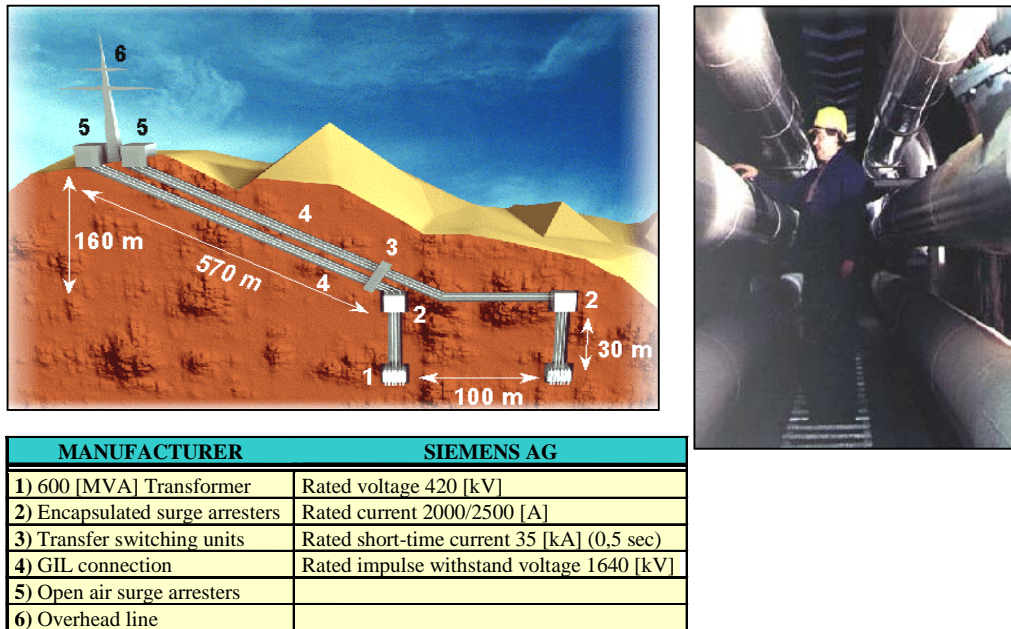 6
5 5
4
160 m
3
570 m
4
2
2
30 m
1
100 m
MANUFACTURER SIEMENS AG
1) 600 [MVA] Transformer Rated voltage 420 [kV]
2) Encapsulated surge arresters Rated current 2000/2500 [A]
3) Transfer switching units Rated short-time current 35 [kA] (0,5 sec)
4) GIL connection Rated impulse withstand voltage 1640 [kV]
5) Open air surge arresters
6) Overhead line